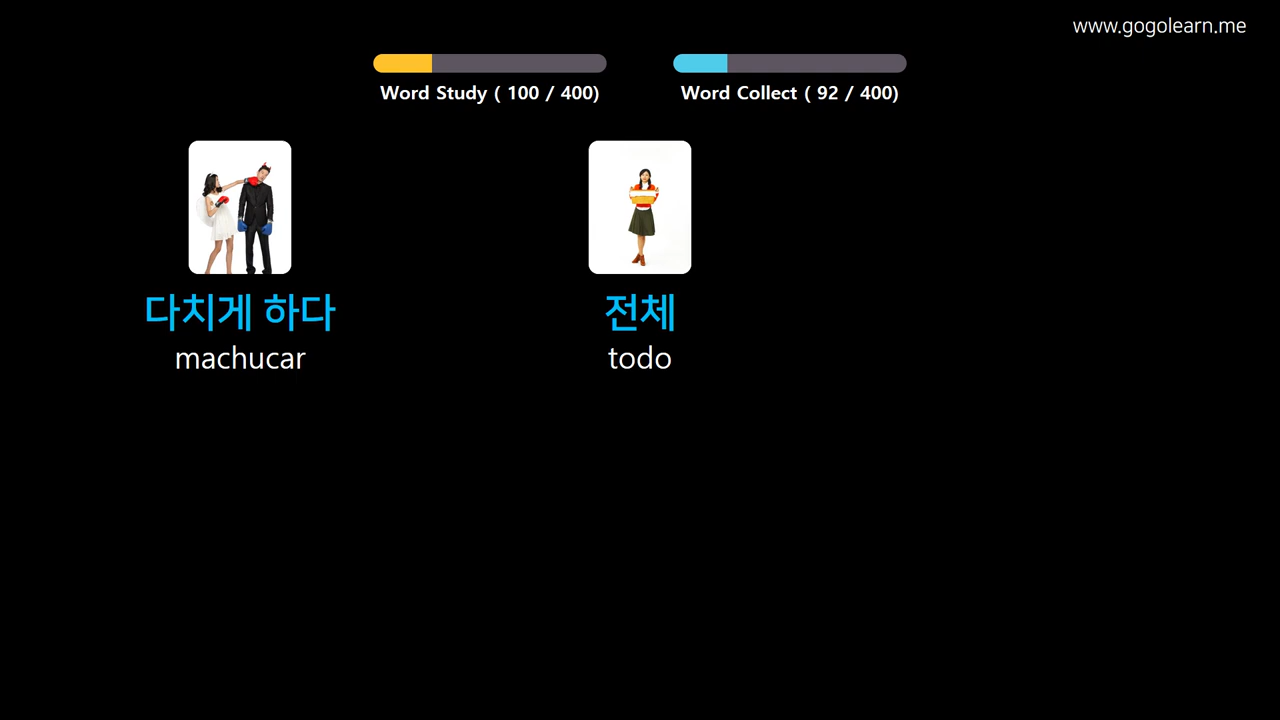 www.gogolearn.me
Word Study ( 100 / 400)
Word Collect ( 92 / 400)
다치게 하다
machucar
전체
todo